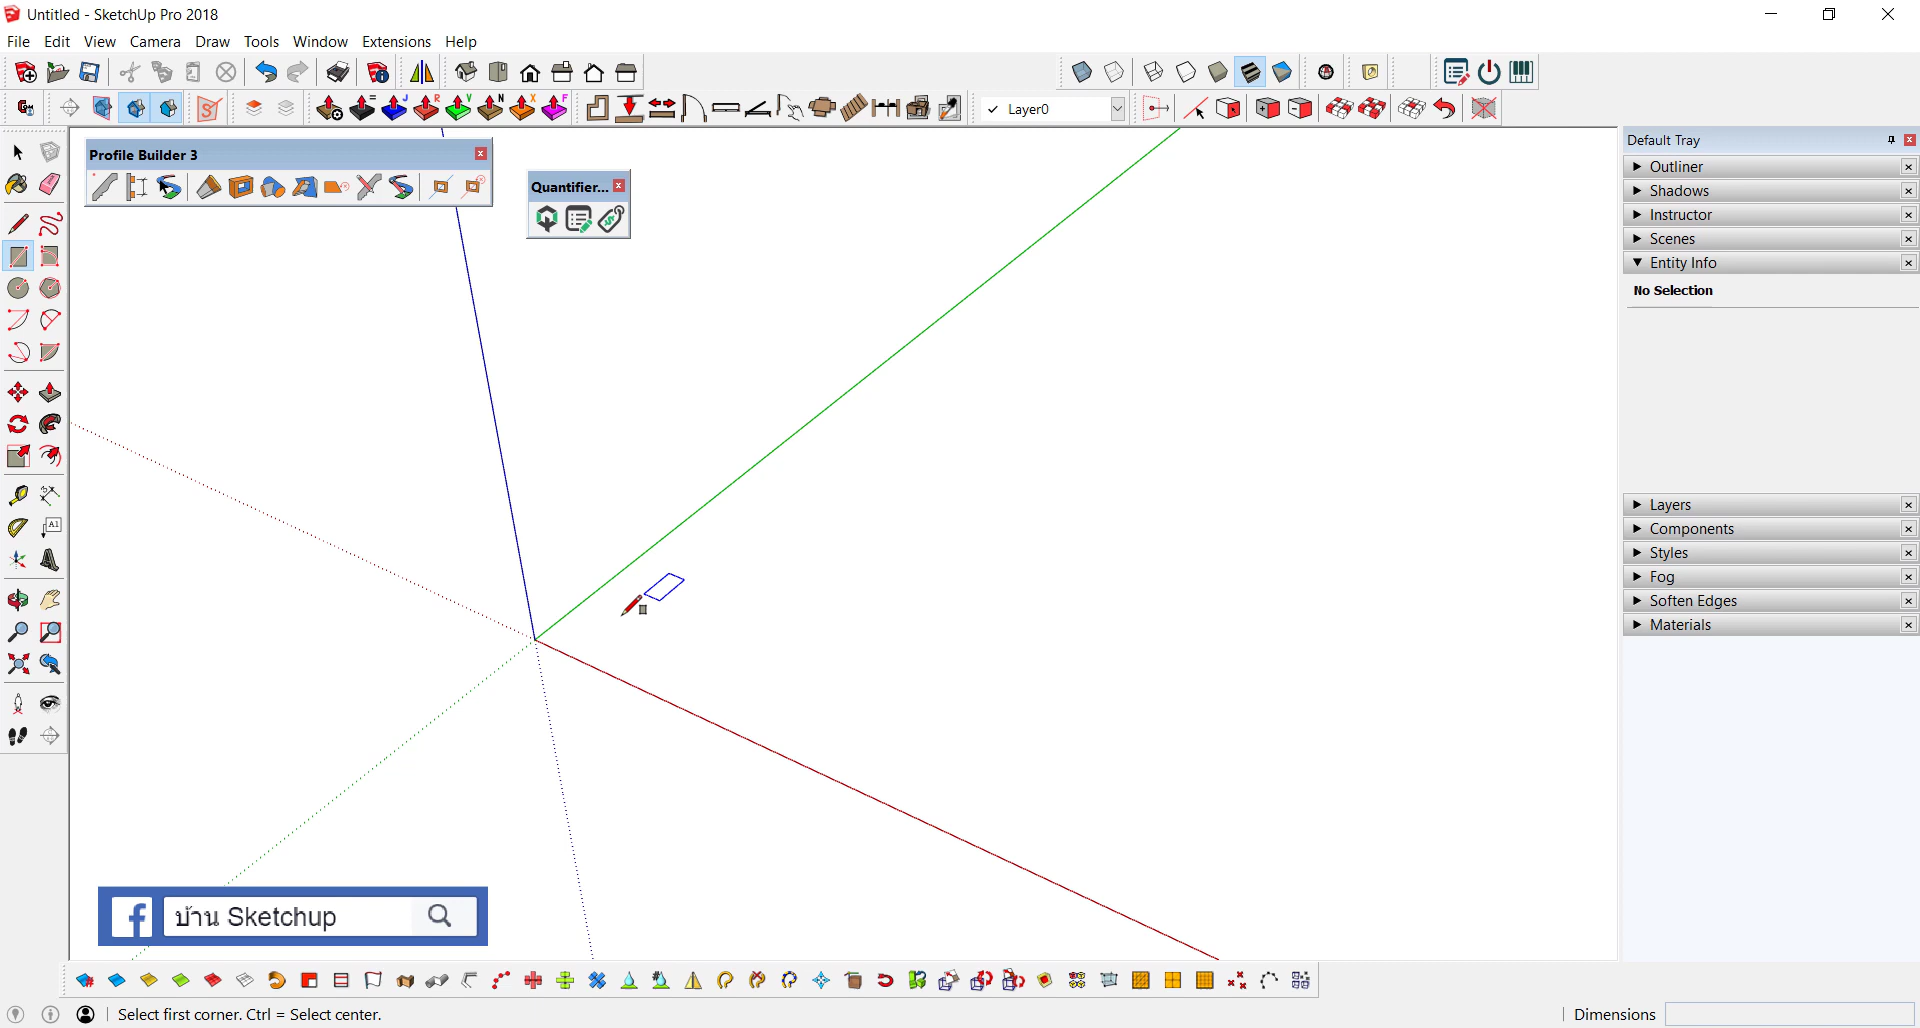 Untitled - SketchUp Pro 2018
File Edit View Camera Draw Tools Window Extensions Help
Layer0
Profile Builder 3
Quantifier...
Default Tray
Outliner
Shadows
Instructor
Scenes
Entity Info
No Selection
Layers
Components
Styles
Fog
Soften Edges
Materials
บ้าน Sketchup
Select first corner. Ctrl = Select center.
Dimensions